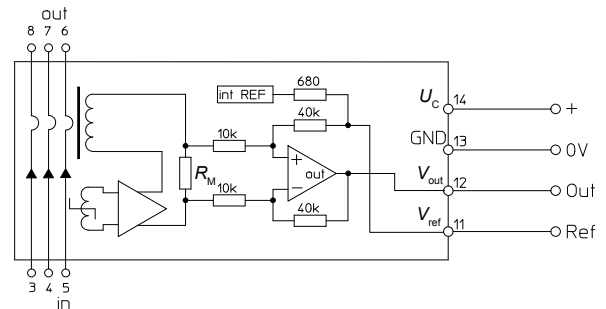 out
8 7 6
680
int REF
U_C 14 +
40k
10k
GND 13 0V
+
R_M
out
V_out 12 Out
10k
−
40k
V_ref 11 Ref
3 4 5
in